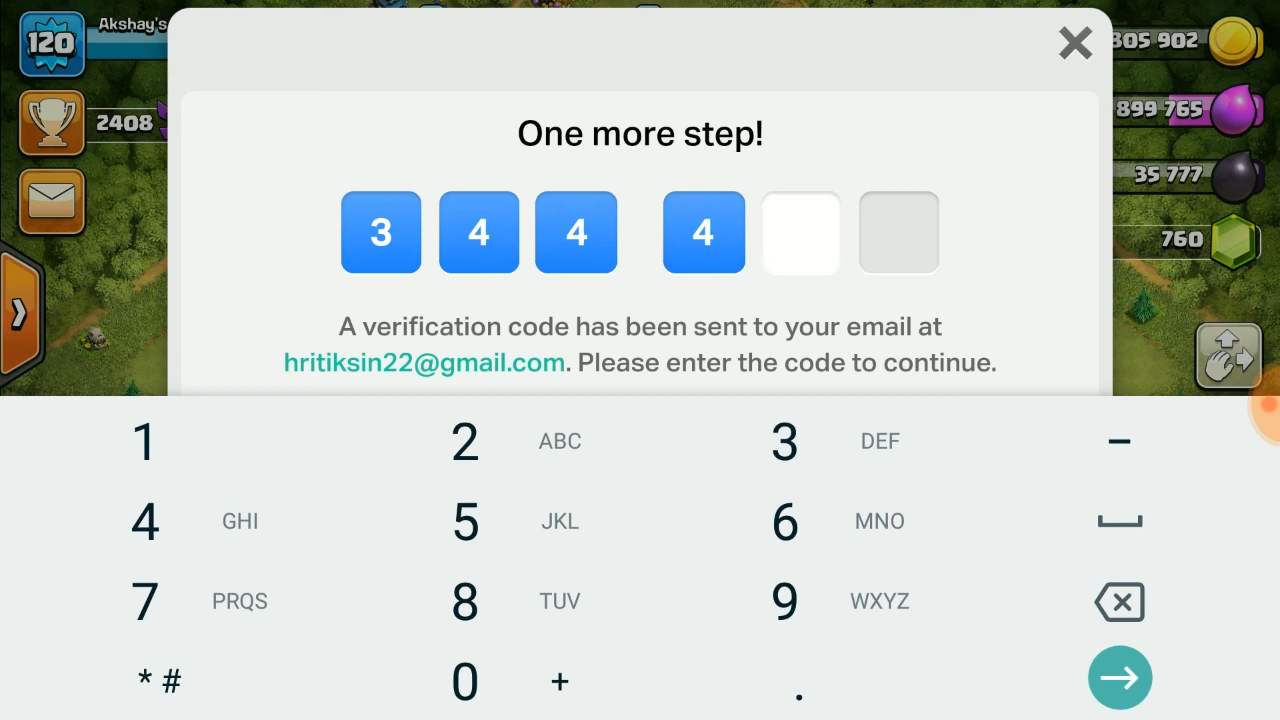 120
Akshay's
2408
305 902
899 765
35 777
760
One more step!
3 4 4 4
A verification code has been sent to your email at
hritiksin22@gmail.com. Please enter the code to continue.
1 2 ABC 3 DEF –
4 GHI 5 JKL 6 MNO
7 PRQS 8 TUV 9 WXYZ
* # 0 + .